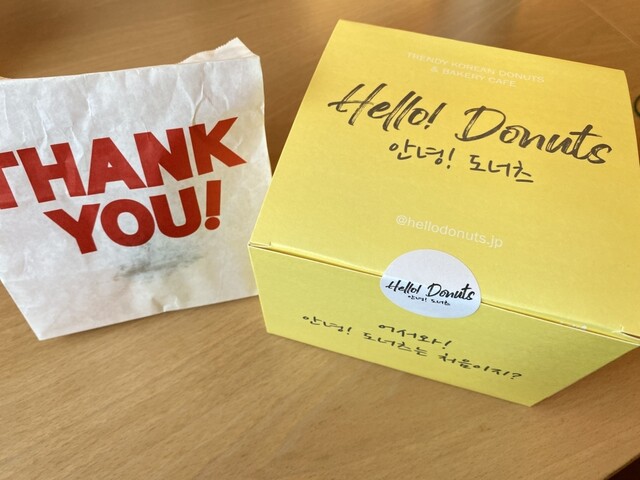 THANK
YOU!
TRENDY KOREAN DONUTS
& BAKERY CAFE
Hello! Donuts
안녕! 도너츠
@hellodonuts.jp
Hello! Donuts
안녕! 도너츠
어서와!
안녕! 도너츠는 처음이지?